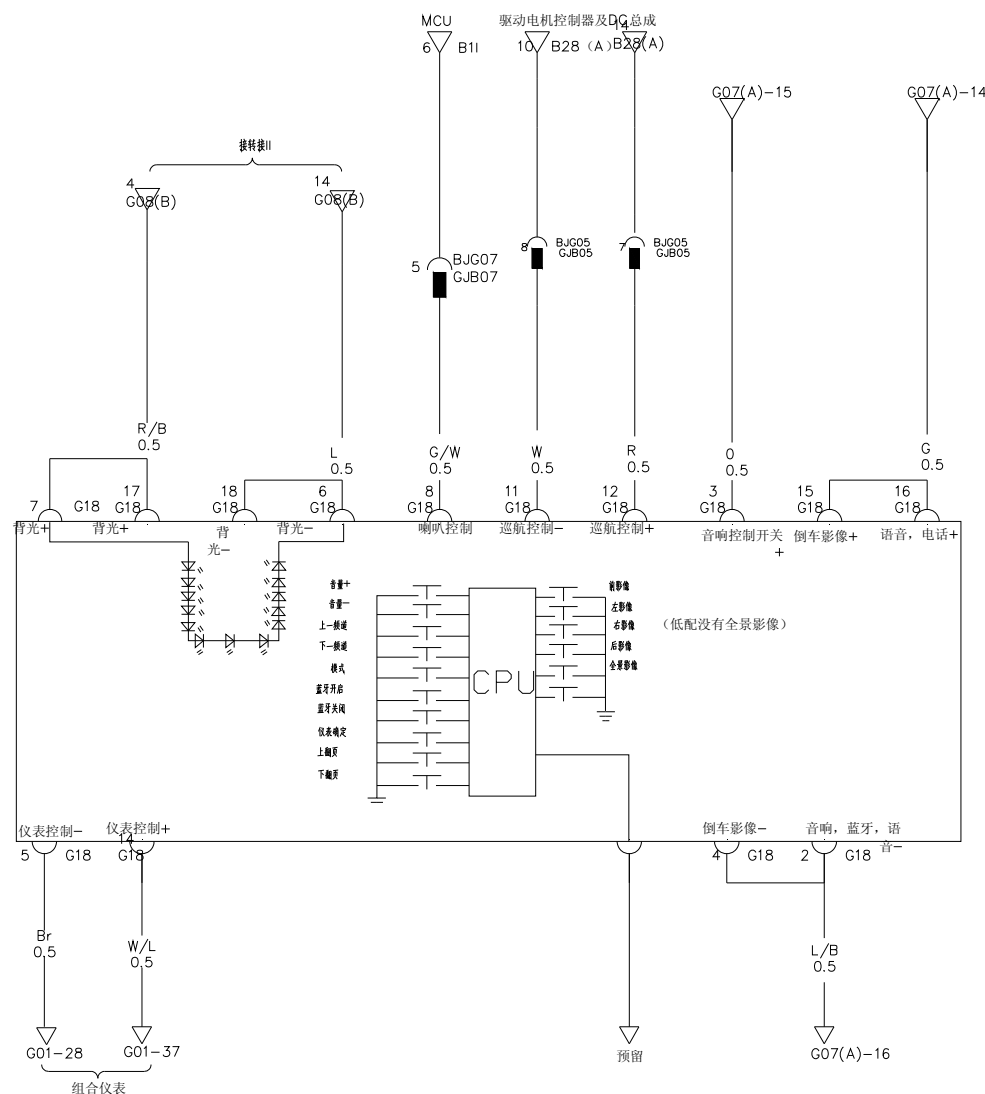 MCU
驱动电机控制器及DC总成
14
6
B11
10
B28（A）
B28(A)
G07(A)-15
G07(A)-14
接转接II
4
G08(B)
14
G08(B)
5
BJG07
GJB07
8
BJG05
GJB05
7
BJG05
GJB05
R/B
0.5
L
0.5
G/W
0.5
W
0.5
R
0.5
O
0.5
G
0.5
7
G18
17
G18
18
G18
6
G18
8
G18
11
G18
12
G18
3
G18
15
G18
16
G18
背光+
背光+
背
光-
背光-
喇叭控制
巡航控制-
巡航控制+
音响控制开关
+
倒车影像+
语音，电话+
音量+
音量-
上一频道
下一频道
模式
蓝牙开启
蓝牙关闭
仪表确定
上翻页
下翻页
CPU
前影像
左影像
右影像
后影像
全景影像
（低配没有全景影像）
仪表控制-
仪表控制+
倒车影像-
音响，蓝牙，语
音-
5
G18
14
G18
4
G18
2
G18
Br
0.5
W/L
0.5
L/B
0.5
G01-28
G01-37
预留
G07(A)-16
组合仪表